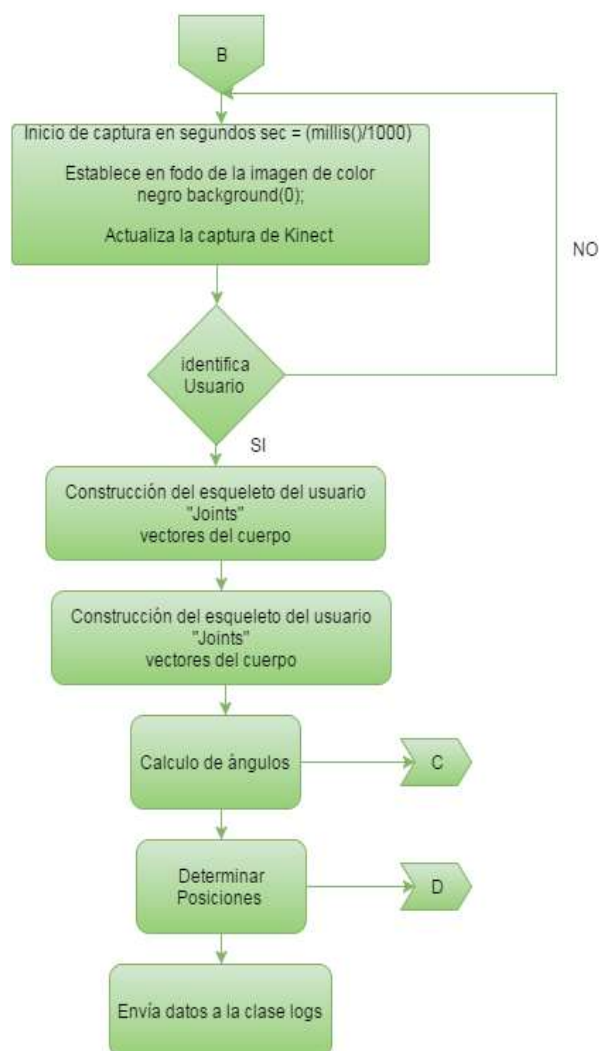 B
Inicio de captura en segundos sec = (millis()/1000)
Establece en fodo de la imagen de color
negro background(0);
Actualiza la captura de Kinect
NO
identifica
Usuario
SI
Construcción del esqueleto del usuario
"Joints"
vectores del cuerpo
Construcción del esqueleto del usuario
"Joints"
vectores del cuerpo
Calculo de ángulos
C
Determinar
Posiciones
D
Envía datos a la clase logs